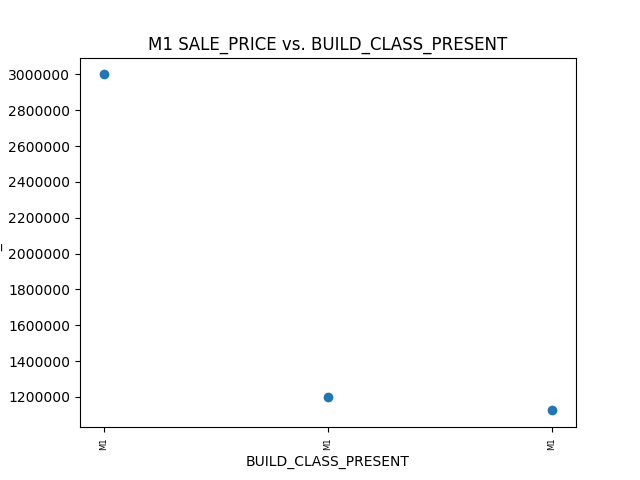 M1 SALE_PRICE vs. BUILD_CLASS_PRESENT
3000000
2800000
2600000
2400000
2200000
2000000
1800000
1600000
1400000
1200000
M1
M1
M1
BUILD_CLASS_PRESENT